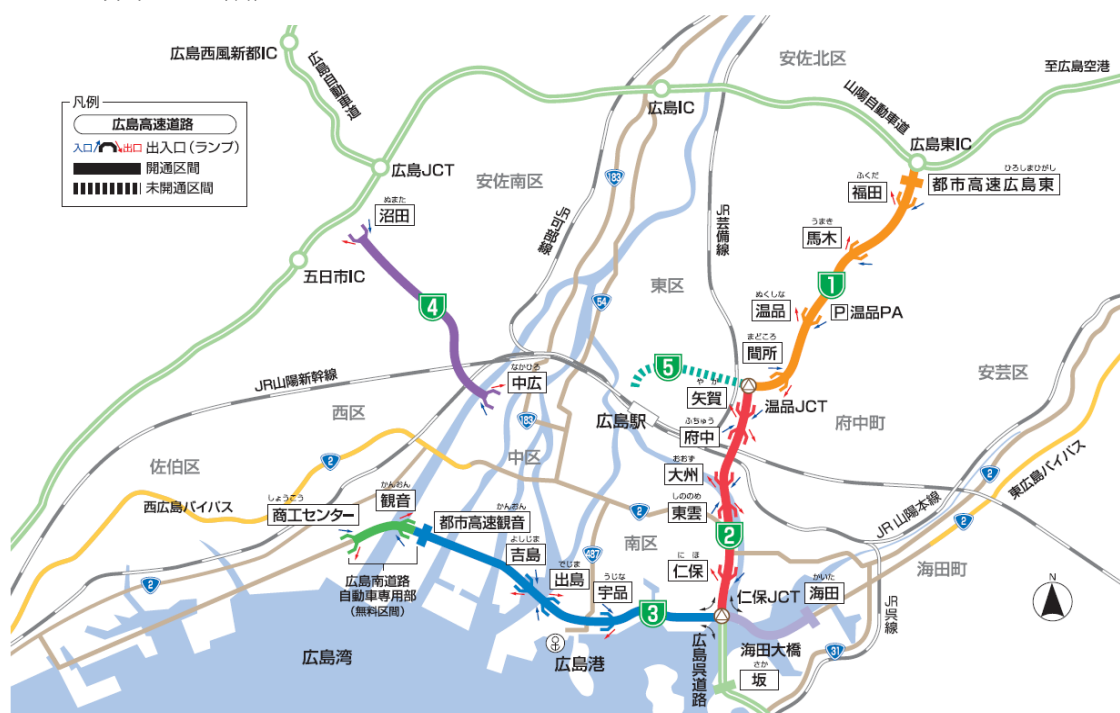 広島西風新都IC
広島自動車道
安佐北区
至広島空港
山陽自動車道
広島IC
広島東IC
凡例
広島高速道路
入口 出口 出入口(ランプ)
開通区間
未開通区間
広島JCT
安佐南区
183
JR可部線
JR芸備線
ひろしまひがし
都市高速広島東
ふくだ
福田
ぬまた
沼田
うまき
馬木
五日市IC
4
54
東区
1
ぬくしな
温品
P 温品PA
まどころ
間所
5
JR山陽新幹線
なかひろ
中広
やが
矢賀
温品JCT
安芸区
西区
183
広島駅
ふちゅう
府中
府中町
中区
おおず
大州
佐伯区
2
2
西広島バイパス
しょうこう
商工センター
かんおん
観音
かんおん
都市高速観音
しののめ
東雲
2
東広島バイパス
2
JR山陽本線
2
南区
487
よしじま
吉島
でじま
出島
うじな
宇品
にほ
仁保
海田町
2
広島南道路
自動車専用部
(無料区間)
3
仁保JCT
かいた
海田
JR呉線
N
広島湾
広島港
広島呉道路
海田大橋
さか
坂
31